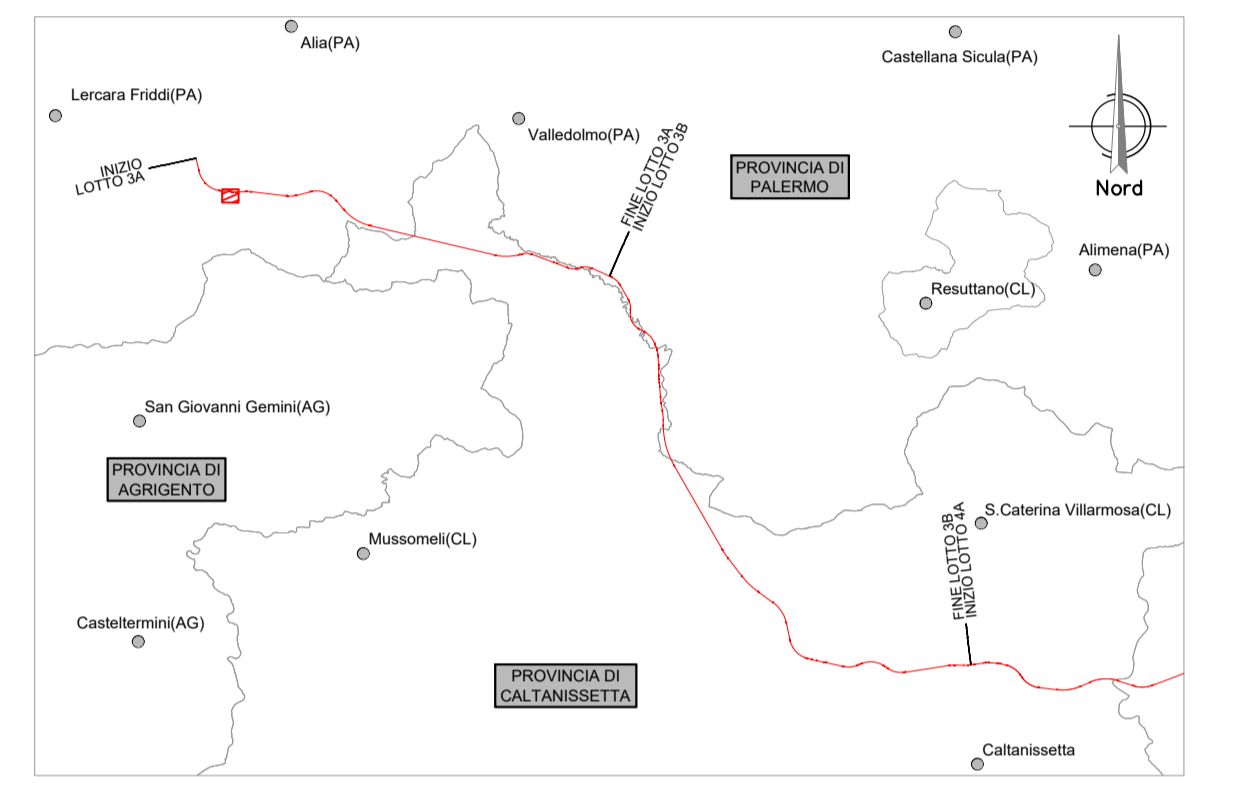 Alia(PA)
Castellana Sicula(PA)
Lercara Friddi(PA)
Valledolmo(PA)
INIZIO
LOTTO 3A
FINE LOTTO 3A
INIZIO LOTTO 3B
PROVINCIA DI
PALERMO
Nord
Alimena(PA)
Resuttano(CL)
San Giovanni Gemini(AG)
PROVINCIA DI
AGRIGENTO
S.Caterina Villarmosa(CL)
FINE LOTTO 3B
INIZIO LOTTO 4A
Mussomeli(CL)
Casteltermini(AG)
PROVINCIA DI
CALTANISSETTA
Caltanissetta